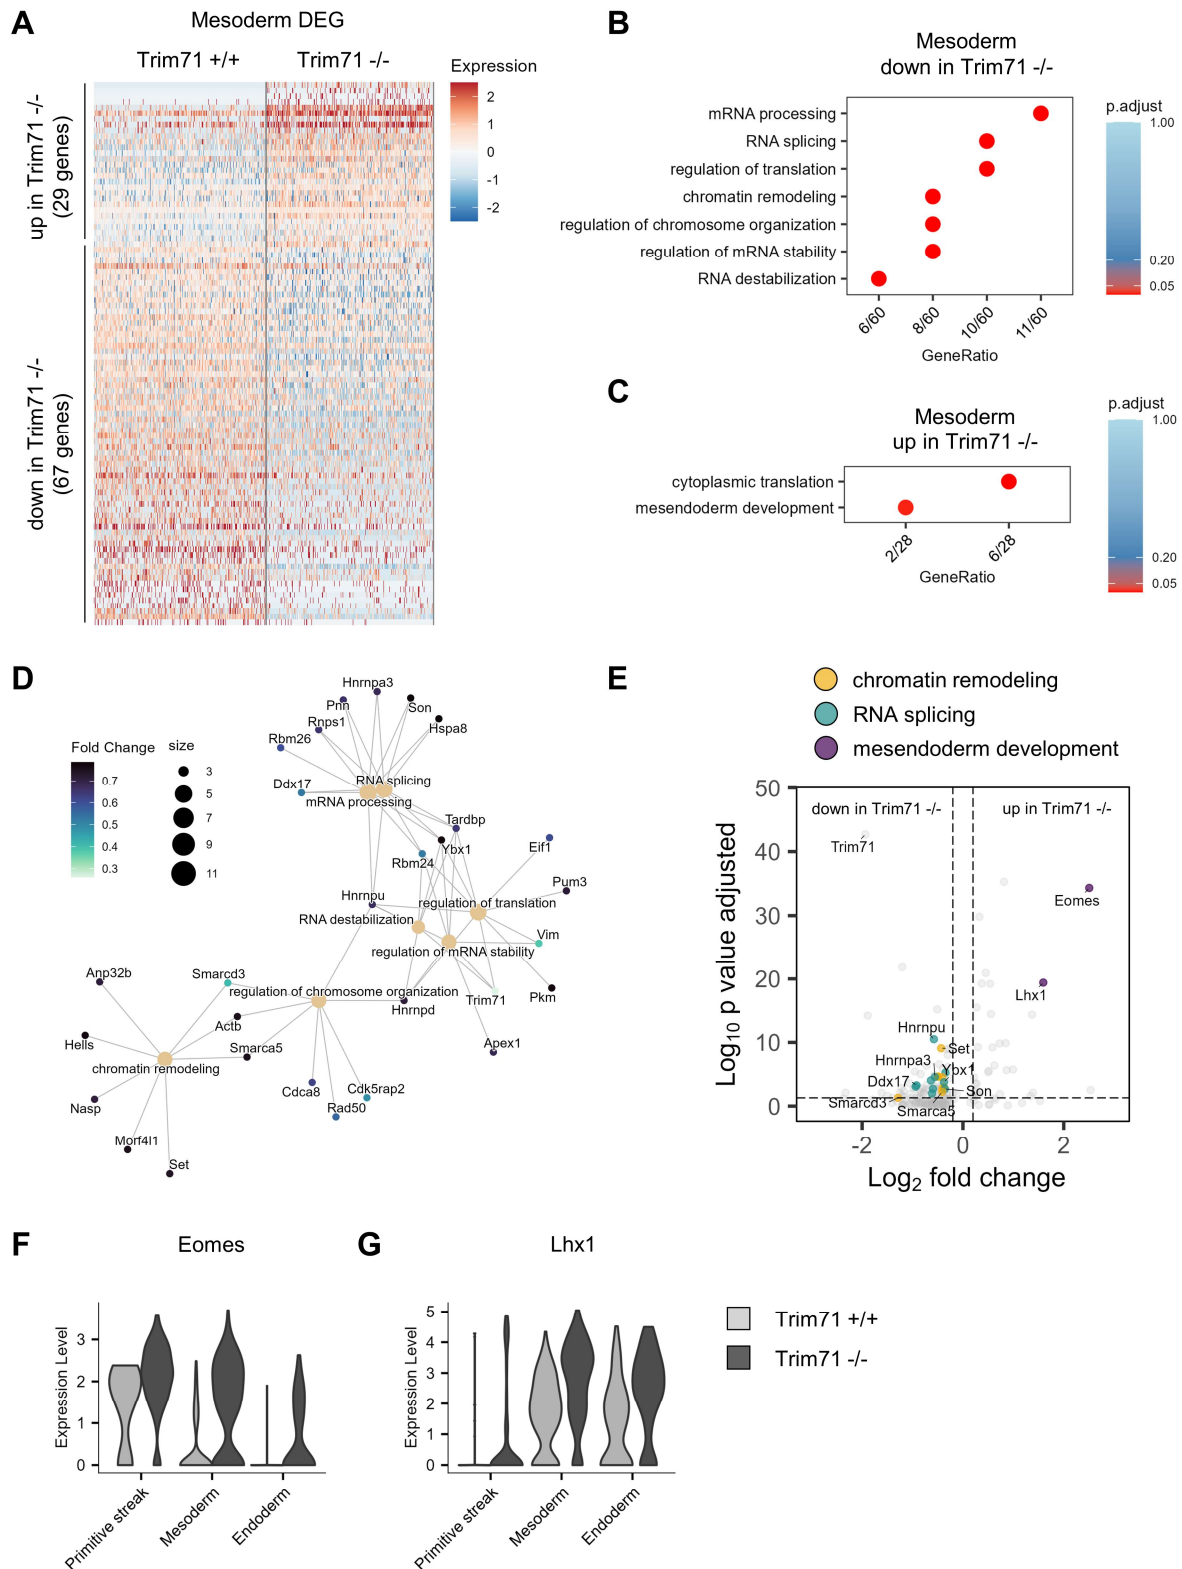 A
Mesoderm DEG
Trim71 +/+
Trim71 -/-
up in Trim71 -/-
(29 genes)
down in Trim71 -/-
(67 genes)
Expression
2
1
0
-1
-2
B
Mesoderm
down in Trim71 -/-
mRNA processing
RNA splicing
regulation of translation
chromatin remodeling
regulation of chromosome organization
regulation of mRNA stability
RNA destabilization
6/60
8/60
10/60
11/60
GeneRatio
p.adjust
1.00
0.20
0.05
C
Mesoderm
up in Trim71 -/-
cytoplasmic translation
mesendoderm development
2/28
6/28
GeneRatio
p.adjust
1.00
0.20
0.05
D
Fold Change
0.7
0.6
0.5
0.4
0.3
size
3
5
7
9
11
Hnrnpa3
Pnn
Son
Rnps1
Hspa8
Rbm26
Ddx17
RNA splicing
mRNA processing
Tardbp
Ybx1
Eif1
Rbm24
Pum3
Hnrnpu
regulation of translation
RNA destabilization
Vim
regulation of mRNA stability
Anp32b
Smarcd3
regulation of chromosome organization
Trim71
Pkm
Hnrnpd
Actb
Hells
Smarca5
Apex1
chromatin remodeling
Cdca8
Cdk5rap2
Nasp
Rad50
Morf4l1
Set
E
chromatin remodeling
RNA splicing
mesendoderm development
Log10 p value adjusted
50
40
30
20
10
0
down in Trim71 -/-
up in Trim71 -/-
Trim71
Eomes
Lhx1
Hnrnpu
Set
Hnrnpa3
Ybx1
Ddx17
Son
Smarcd3
Smarca5
-2
0
2
Log2 fold change
F
Eomes
Expression Level
3
2
1
0
Primitive streak
Mesoderm
Endoderm
G
Lhx1
Expression Level
5
4
3
2
1
0
Primitive streak
Mesoderm
Endoderm
Trim71 +/+
Trim71 -/-